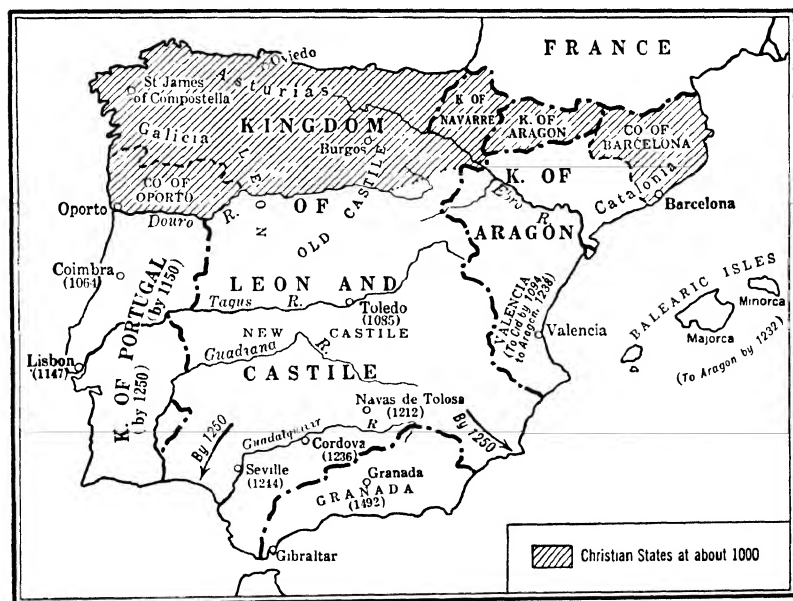 FRANCE
Oviedo
Asturias
St James
of Compostella
Galicia
KINGDOM
Burgos
K. OF
NAVARRE
K. OF
ARAGON
CO OF
BARCELONA
CO OF
OPORTO
LEON
OLD CASTILE
OF
K. OF
ARAGON
Ebro R.
Catalonia
Barcelona
Oporto
Douro R.
Coimbra
(1064)
K. OF PORTUGAL
(by 1150)
(by 1250)
LEON AND
Tagus R.
Toledo
(1085)
VALENCIA
(To Cid by 1094,
to Aragon, 1238)
Valencia
BALEARIC ISLES
Minorca
Majorca
(To Aragon by 1232)
NEW
CASTILE
Guadiana R.
CASTILE
Lisbon
(1147)
Navas de Tolosa
(1212)
By 1250
Guadalquivir R
Cordova
(1236)
By 1250
Seville
(1244)
Granada
GRANADA
(1492)
Gibraltar
Christian States at about 1000